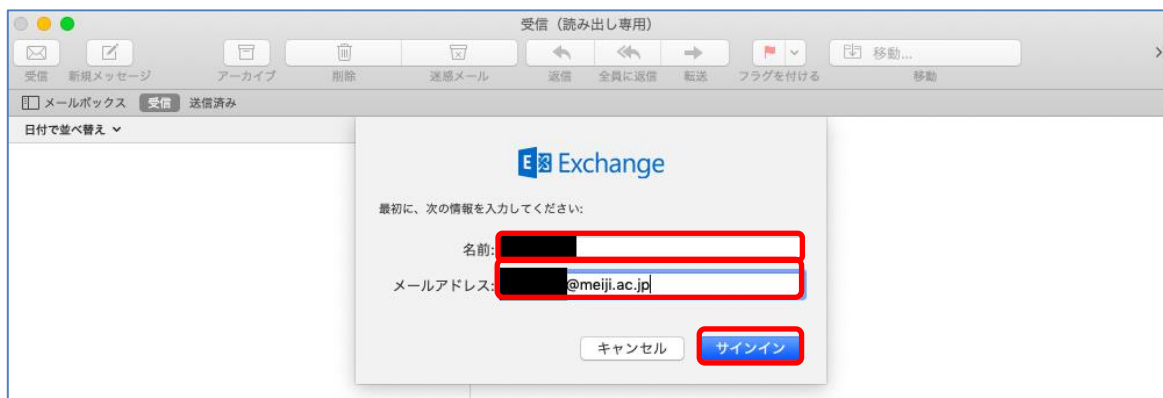 受信（読み出し専用）
移動...
受信 新規メッセージ アーカイブ 削除 迷惑メール 返信 全員に返信 転送 フラグを付ける 移動
メールボックス 受信 送信済み
日付で並べ替え
Exchange
最初に、次の情報を入力してください:
名前:
メールアドレス: @meiji.ac.jp
キャンセル サインイン